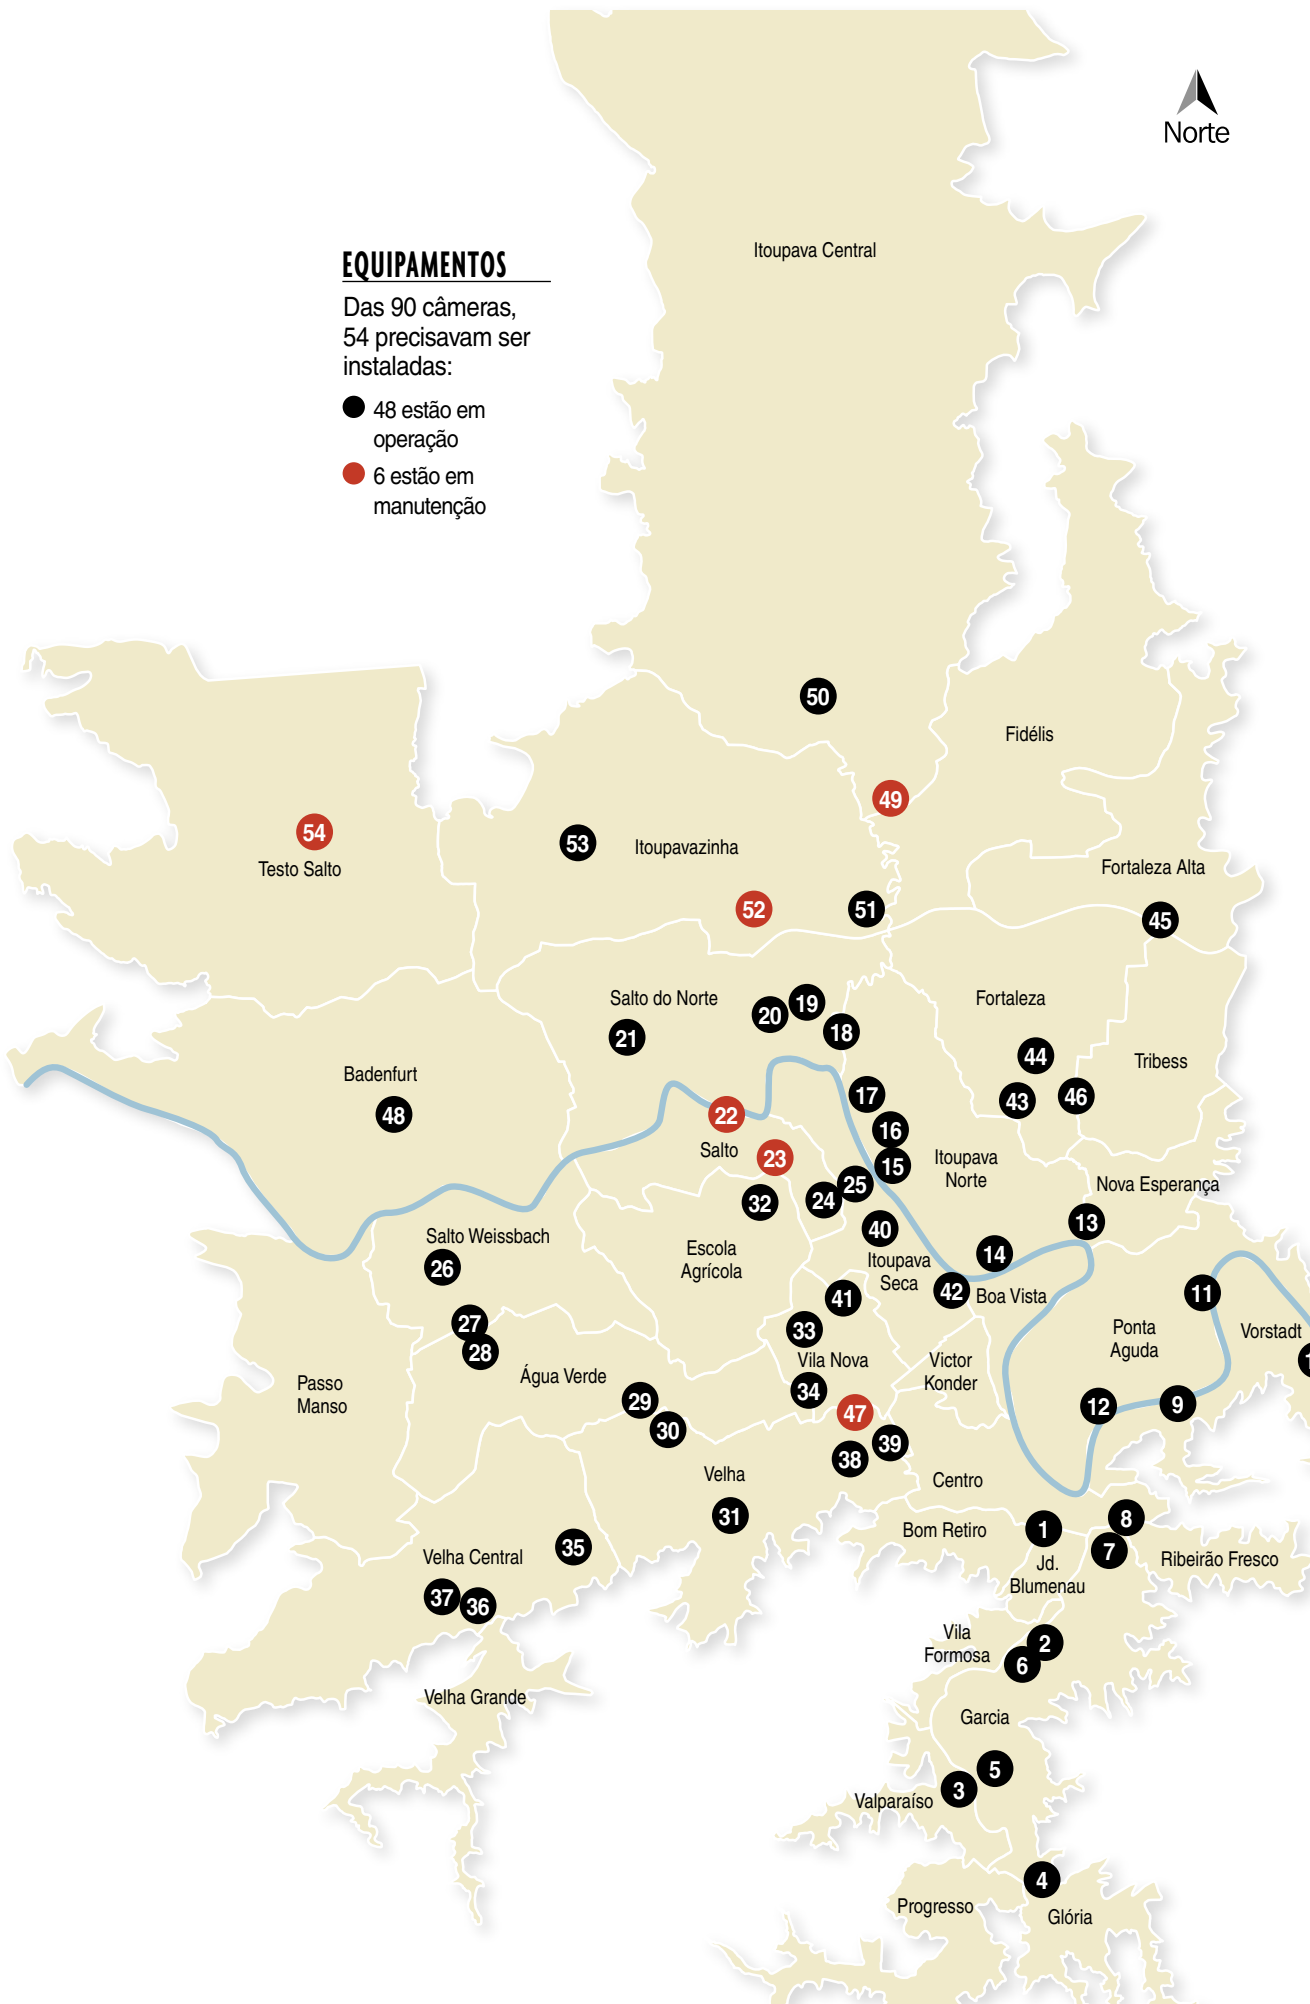 Norte
Itoupava Central
EQUIPAMENTOS
Das 90 câmeras,
54 precisavam ser
instaladas:
48 estão em
operação
6 estão em
manutenção
50
Fidélis
49
54
53
Itoupavazinha
Testo Salto
Fortaleza Alta
52
51
45
Salto do Norte
Fortaleza
20
19
18
21
44
Tribess
Badenfurt
17
43
46
48
22
16
Salto
23
15
Itoupava
Norte
Nova Esperança
32
24
25
40
13
Salto Weissbach
26
Escola
Agrícola
Itoupava
Seca
14
42
Boa Vista
11
41
27
33
28
Ponta
Aguda
Vorstadt
Vila Nova
Victor
Konder
Água Verde
Passo
Manso
29
34
47
12
9
30
39
38
Velha
Centro
31
Bom Retiro
1
8
7
35
Velha Central
Jd.
Blumenau
Ribeirão Fresco
37
36
Vila
Formosa
2
6
Velha Grande
Garcia
5
3
Valparaíso
4
Progresso
Glória